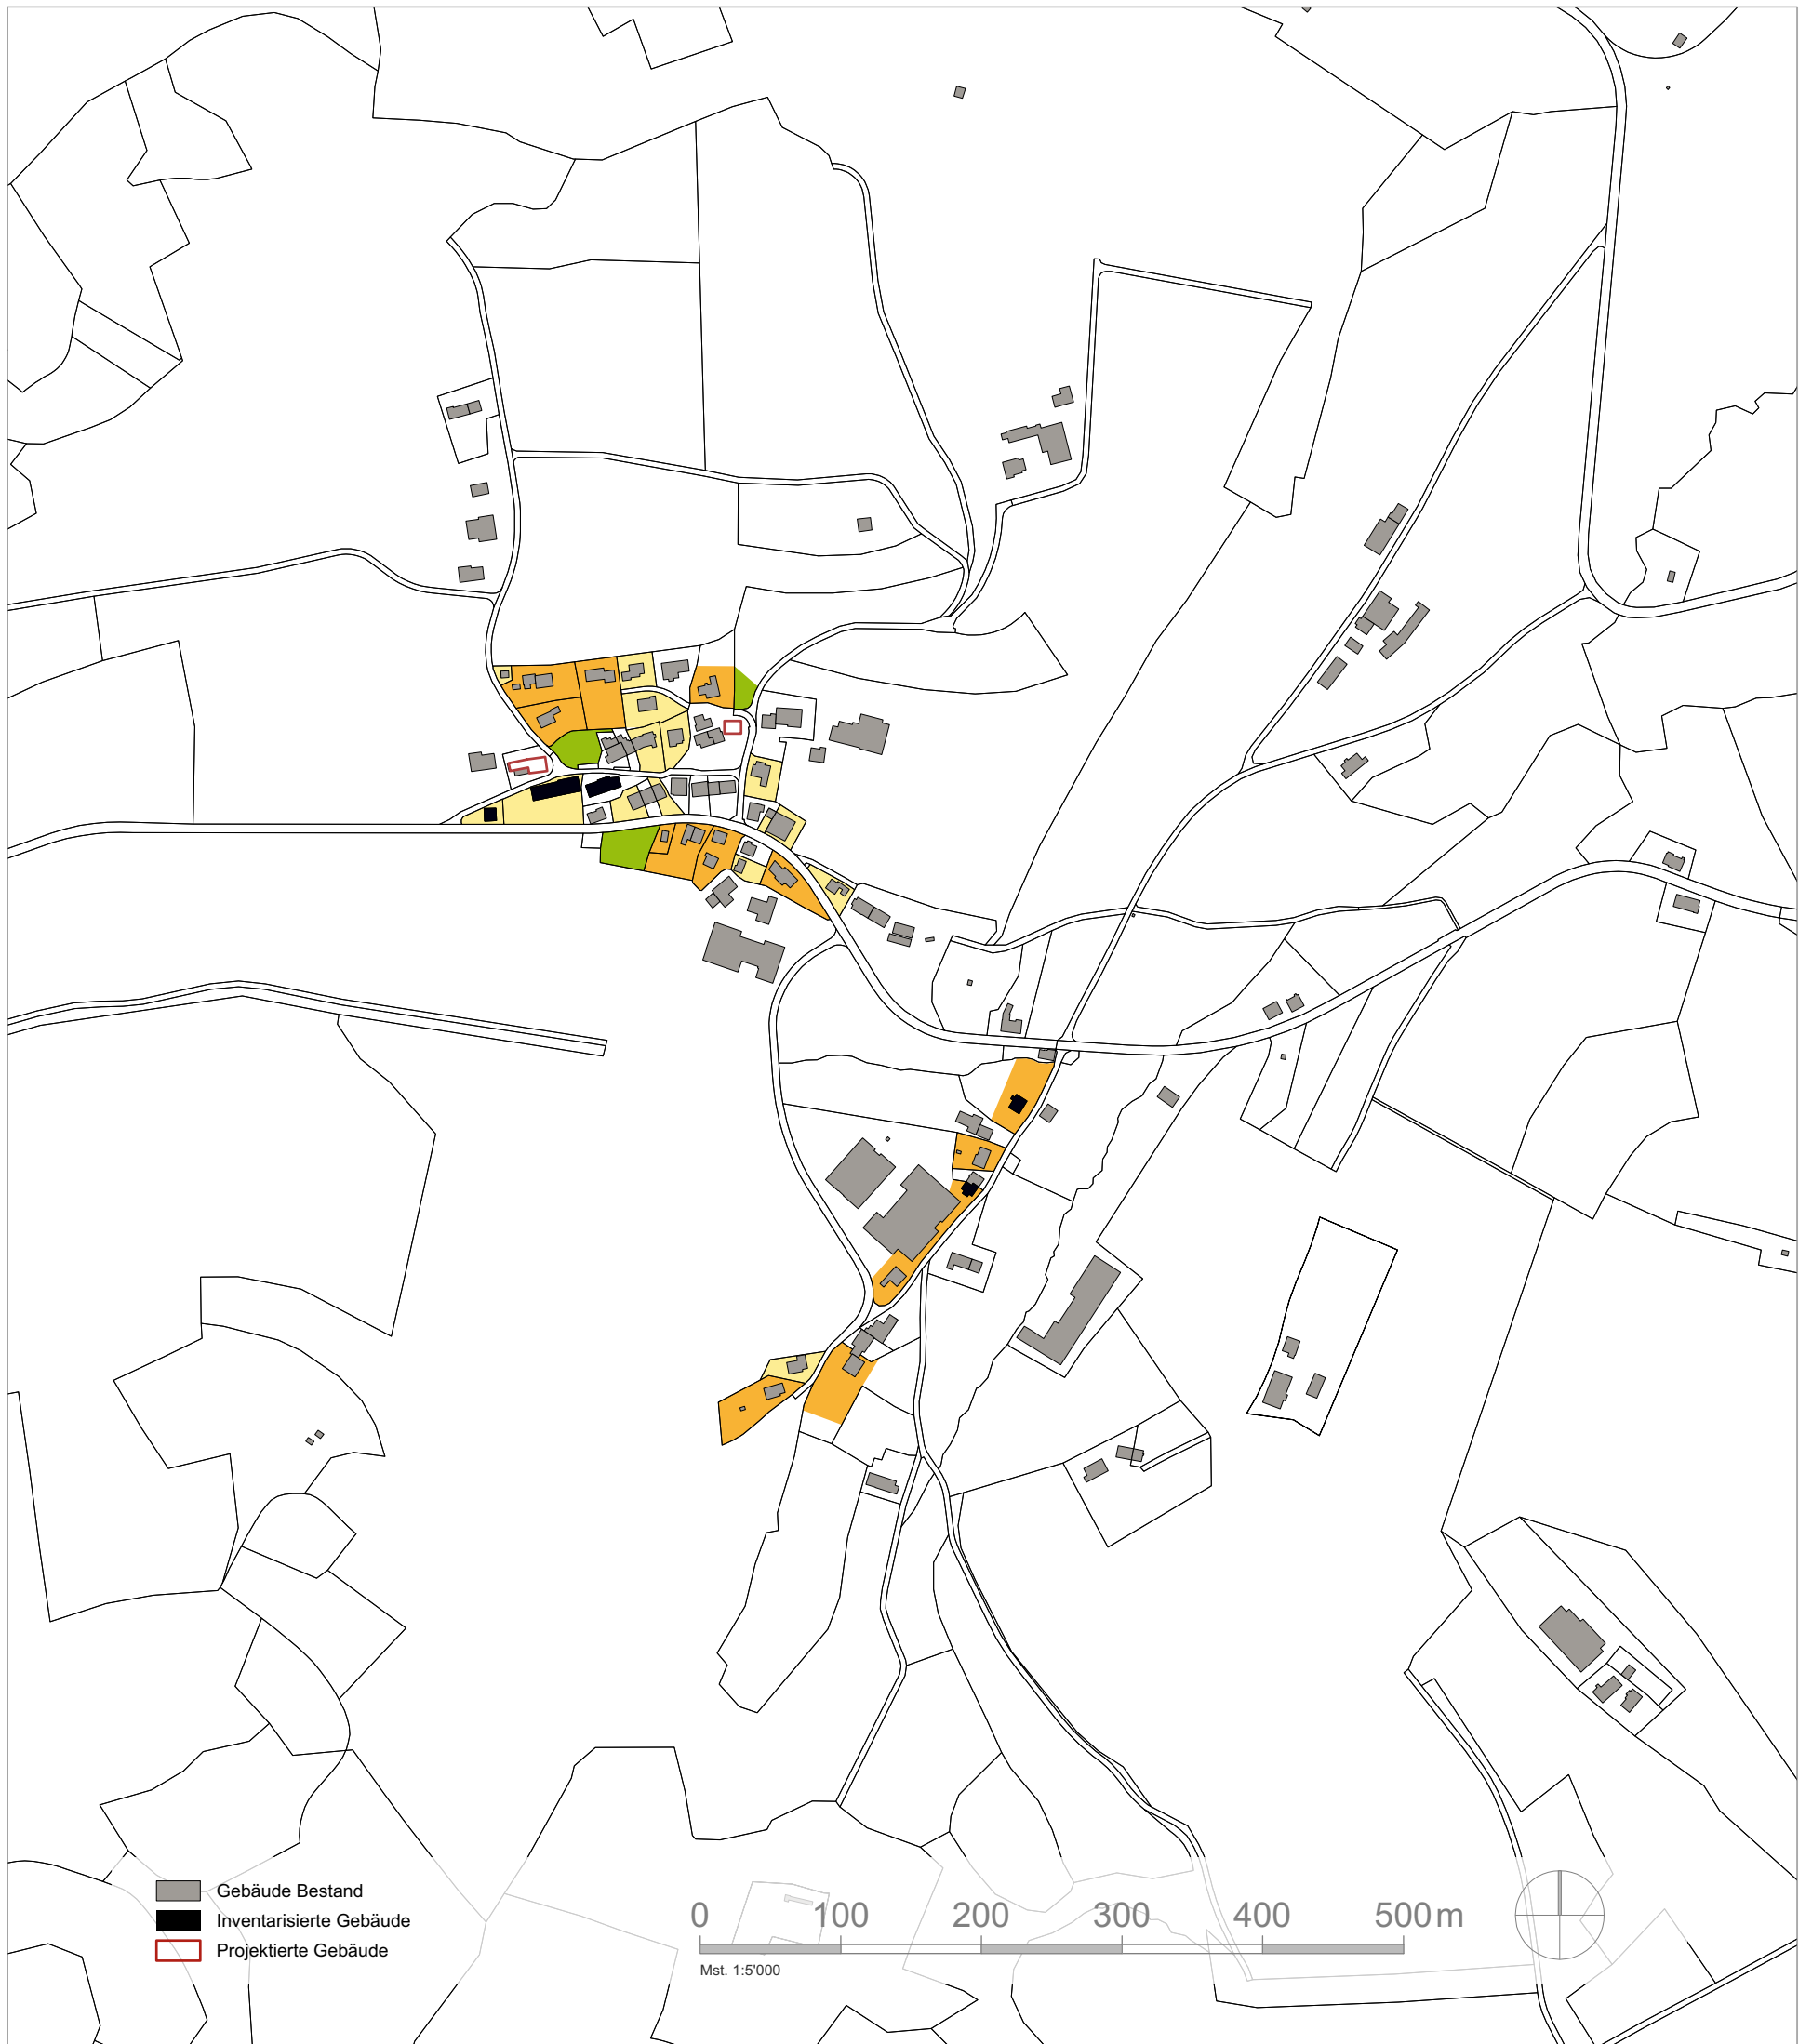 Gebäude Bestand
Inventarisierte Gebäude
Projektierte Gebäude
0 100 200 300 400 500 m
Mst. 1:5'000